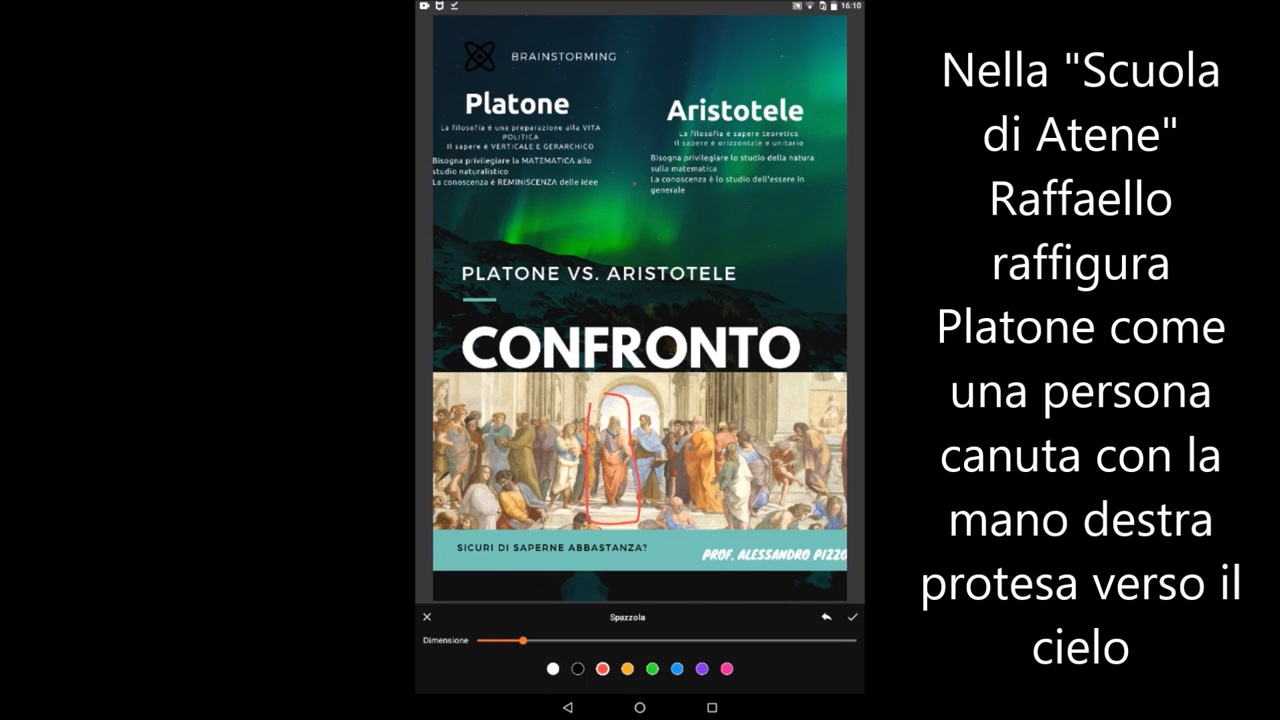 16:10
BRAINSTORMING
Platone
La filosofia è una preparazione alla VITA
POLITICA
Il sapere è VERTICALE E GERARCHICO
Bisogna privilegiare la MATEMATICA allo
studio naturalistico
La conoscenza è REMINISCENZA delle idee
Aristotele
La filosofia è sapere teoretico
Il sapere è orizzontale e unitario
Bisogna privilegiare lo studio della natura
sulla matematica
La conoscenza è lo studio dell'essere in
generale
PLATONE VS. ARISTOTELE
CONFRONTO
SICURI DI SAPERNE ABBASTANZA?
PROF. ALESSANDRO PIZZO
Spazzola
Dimensione
Nella "Scuola
di Atene"
Raffaello
raffigura
Platone come
una persona
canuta con la
mano destra
protesa verso il
cielo